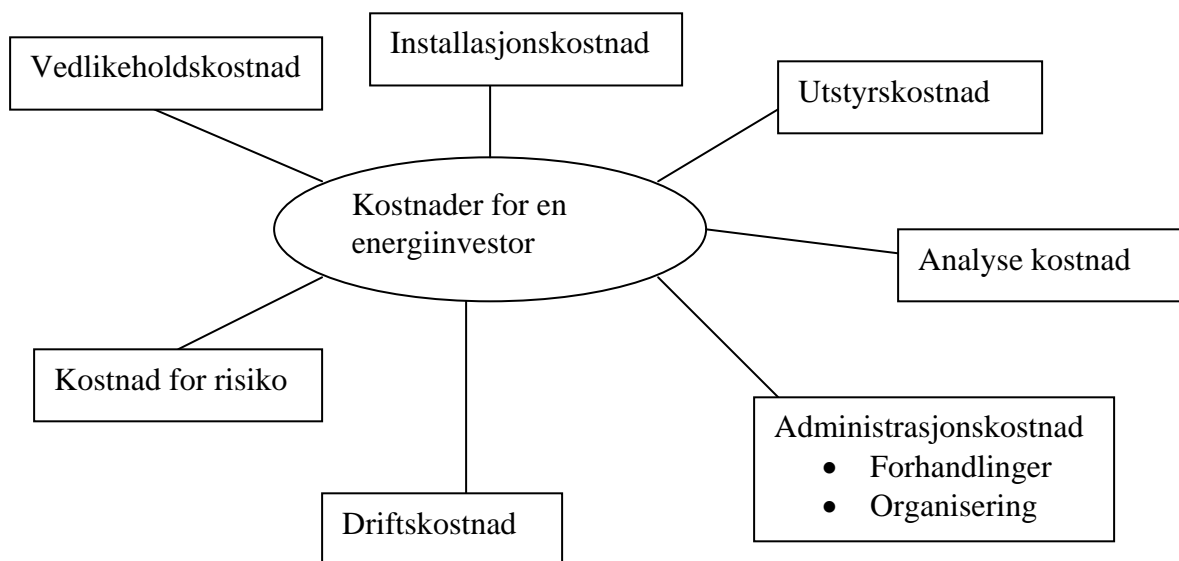 Installasjonskostnad
Vedlikeholdskostnad
Utstyrskostnad
Kostnader for en
energiinvestor
Analyse kostnad
Kostnad for risiko
Administrasjonskostnad
• Forhandlinger
• Organisering
Driftskostnad